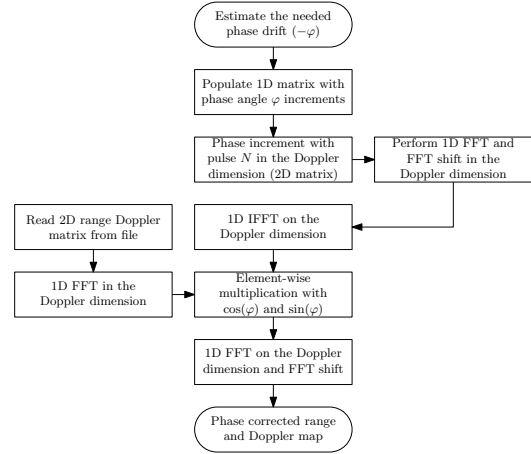 Estimate the needed
phase drift (−φ)
Populate 1D matrix with
phase angle φ increments
Phase increment with
pulse N in the Doppler
dimension (2D matrix)
Perform 1D FFT and
FFT shift in the
Doppler dimension
Read 2D range Doppler
matrix from file
1D IFFT on the
Doppler dimension
1D FFT in the
Doppler dimension
Element-wise
multiplication with
cos(φ) and sin(φ)
1D FFT on the Doppler
dimension and FFT shift
Phase corrected range
and Doppler map